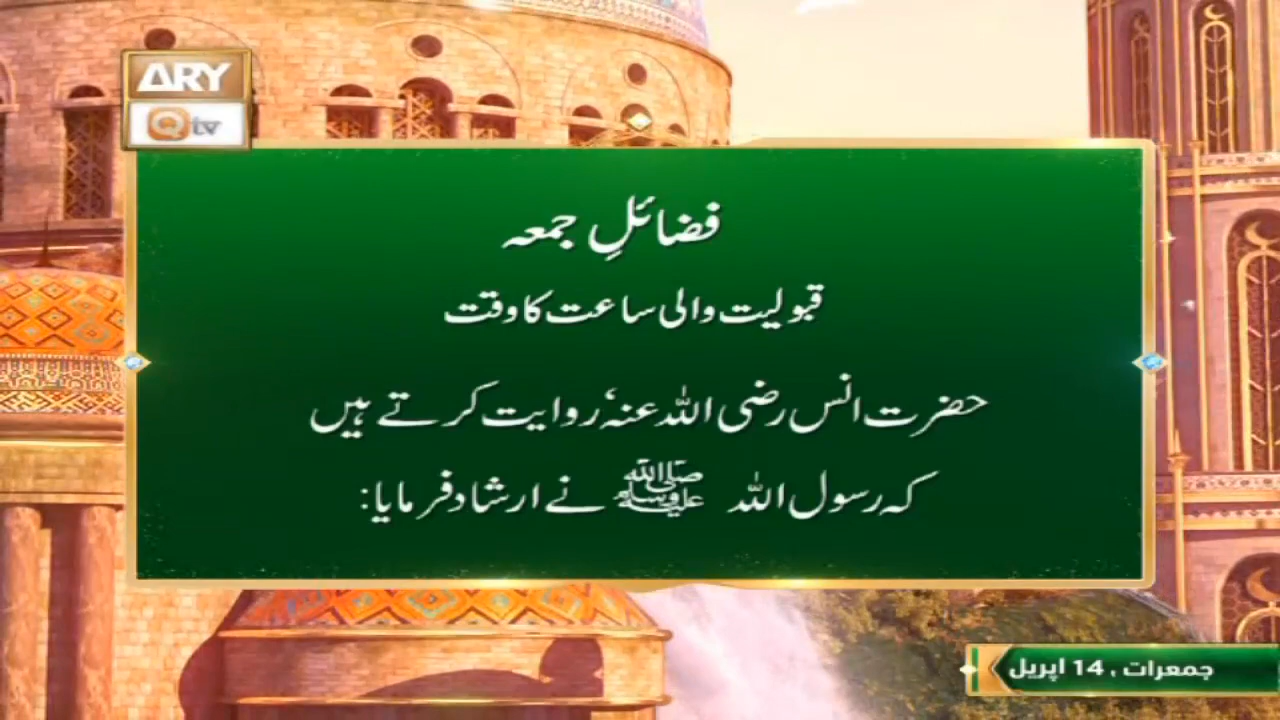 ARY
Qtv
فضائلِ جمعہ
قبولیت والی ساعت کا وقت
حضرت انس رضی اللہ عنہٗ روایت کرتے ہیں
کہ رسول اللہ ﷺ نے ارشاد فرمایا:
جمعرات ، 14 اپریل